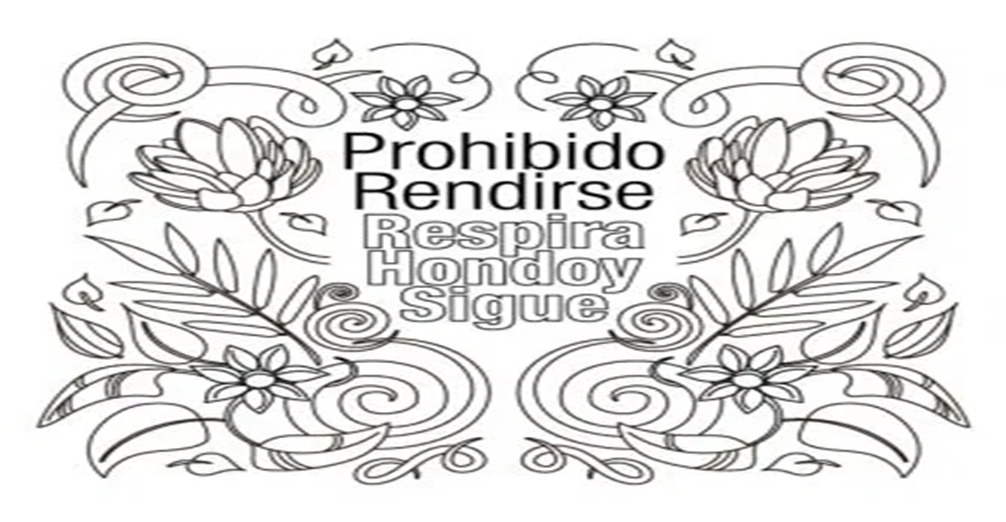 Prohibido
Rendirse
Respira
Hondoy
Sigue